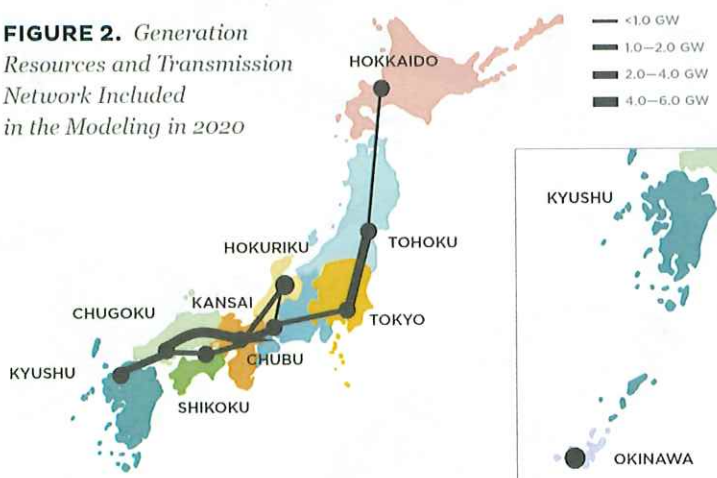 FIGURE 2. Generation
Resources and Transmission
Network Included
in the Modeling in 2020
<1.0 GW
1.0–2.0 GW
2.0–4.0 GW
4.0–6.0 GW
HOKKAIDO
KYUSHU
TOHOKU
HOKURIKU
KANSAI
CHUGOKU
TOKYO
CHUBU
KYUSHU
SHIKOKU
OKINAWA